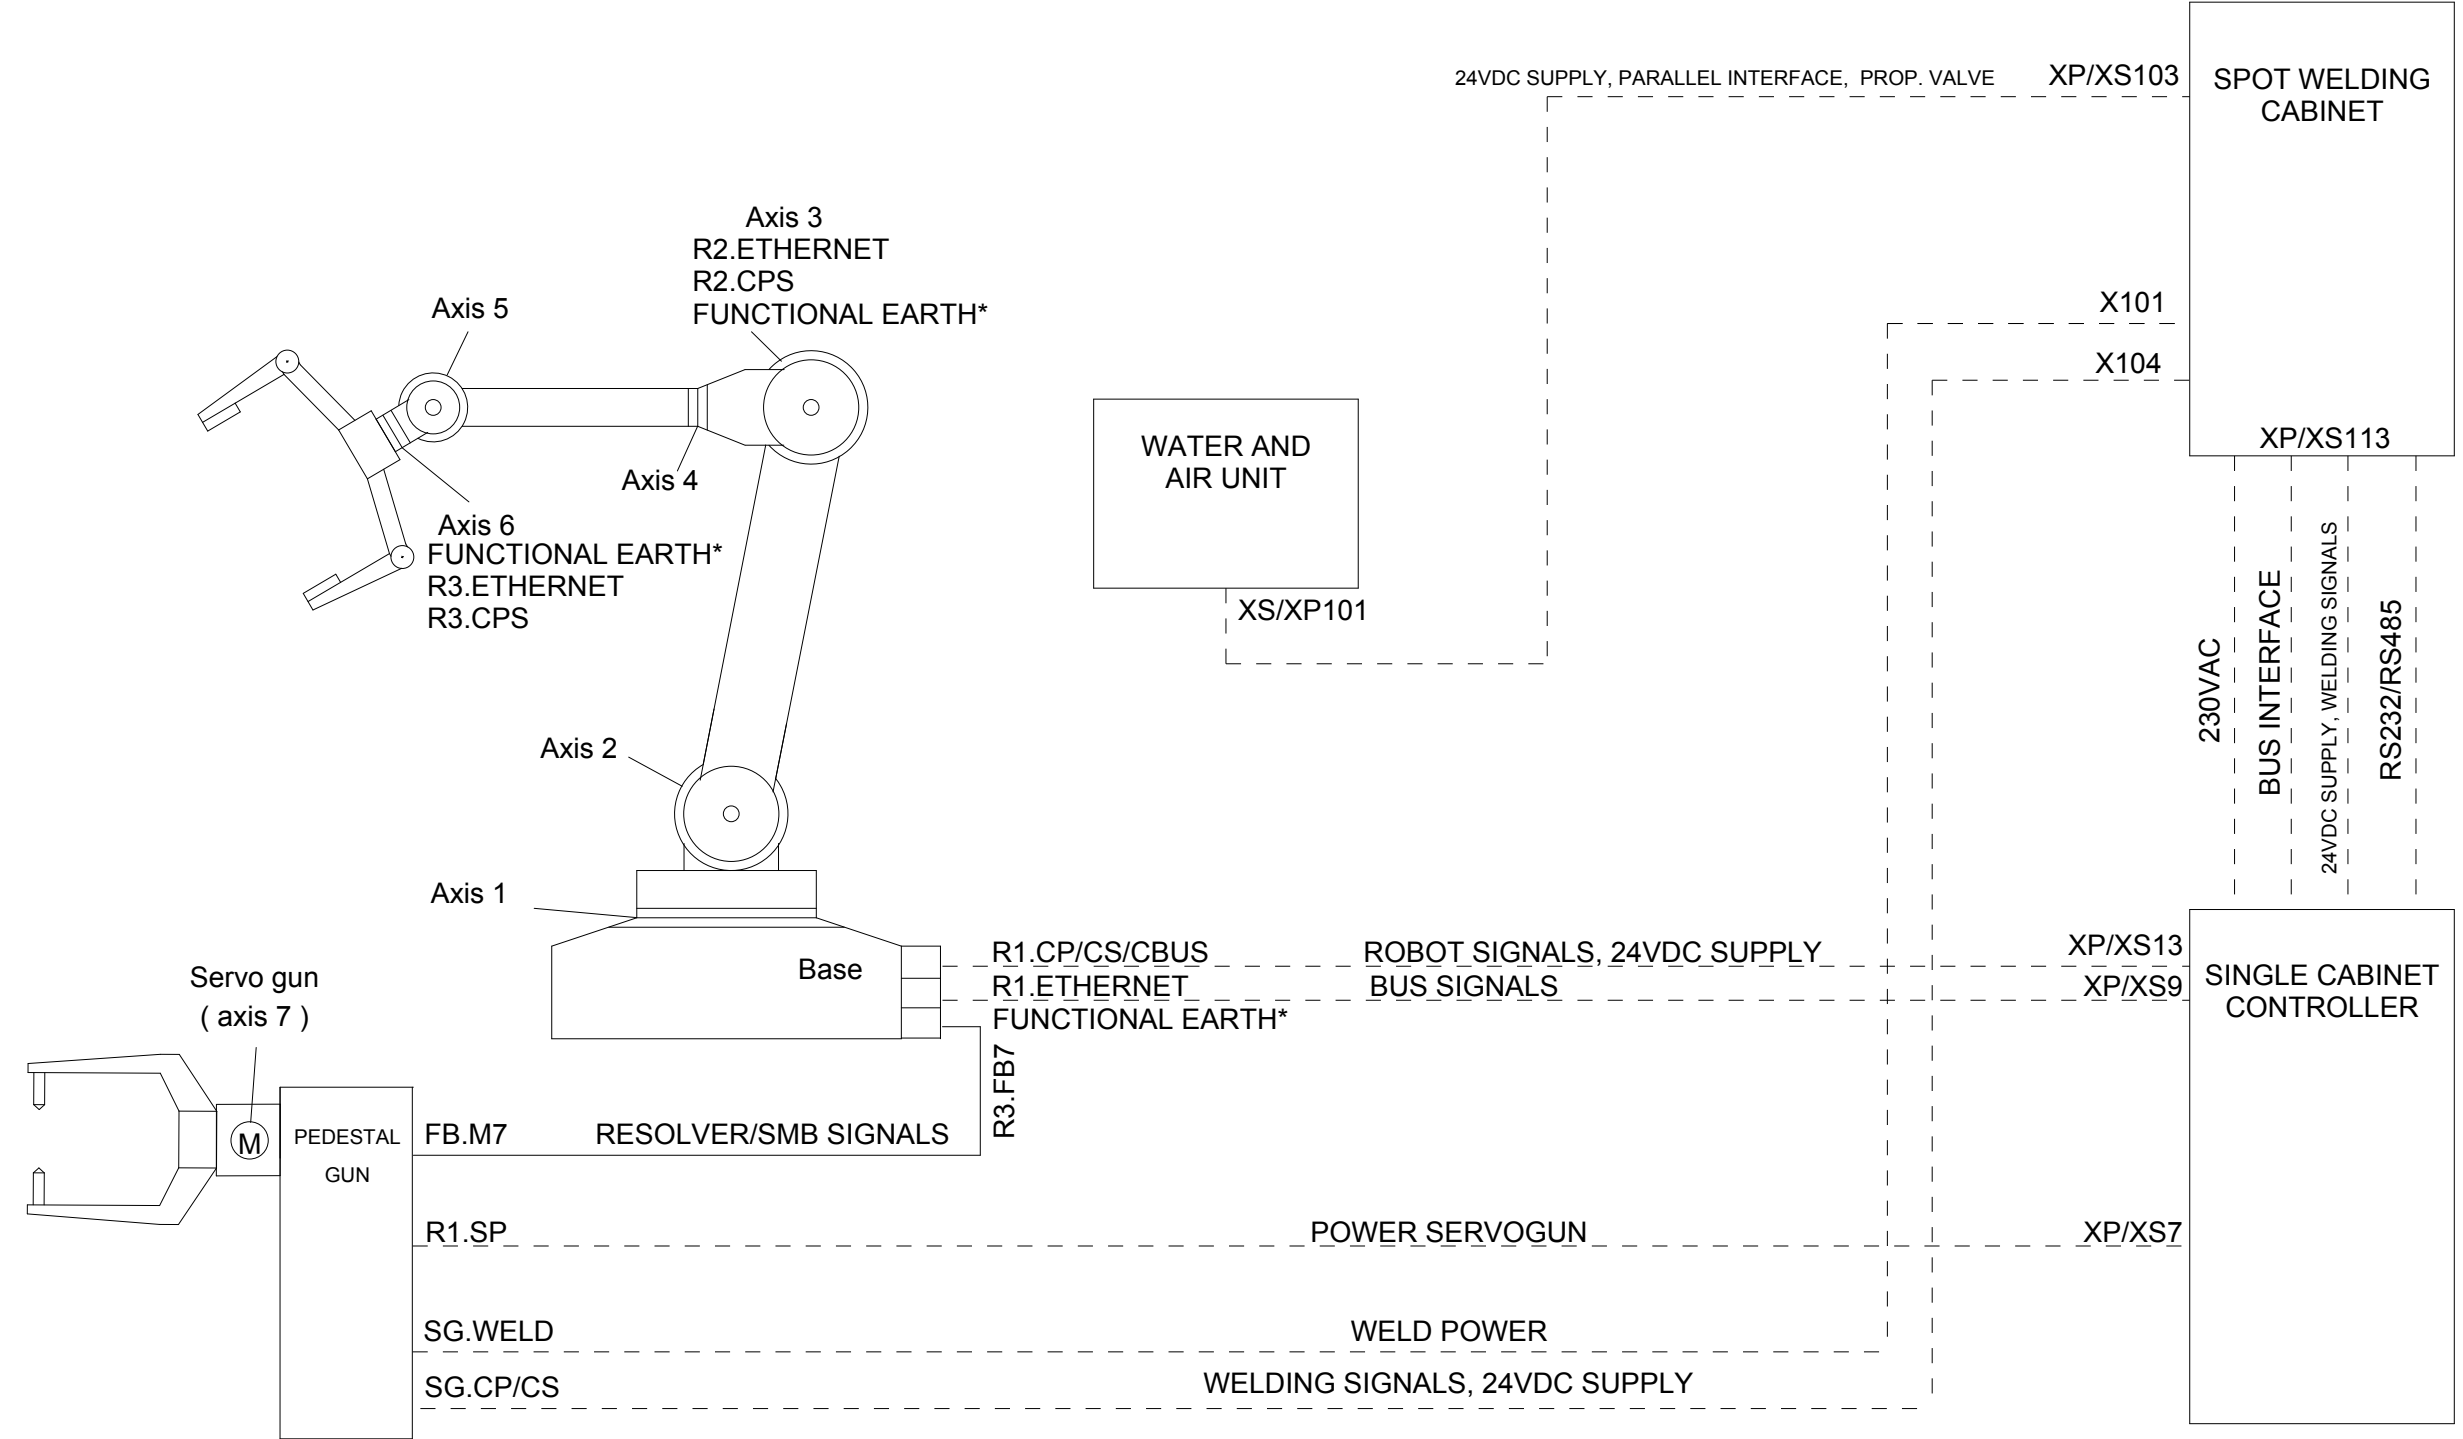 24VDC SUPPLY, PARALLEL INTERFACE, PROP. VALVE
XP/XS103
SPOT WELDING
CABINET
Axis 3
R2.ETHERNET
R2.CPS
FUNCTIONAL EARTH*
Axis 5
X101
X104
XP/XS113
WATER AND
AIR UNIT
Axis 4
Axis 6
FUNCTIONAL EARTH*
R3.ETHERNET
R3.CPS
XS/XP101
230VAC
BUS INTERFACE
24VDC SUPPLY, WELDING SIGNALS
RS232/RS485
Axis 2
Axis 1
Base
R1.CP/CS/CBUS
ROBOT SIGNALS, 24VDC SUPPLY
XP/XS13
R1.ETHERNET
BUS SIGNALS
XP/XS9
FUNCTIONAL EARTH*
SINGLE CABINET
CONTROLLER
Servo gun
( axis 7 )
R3.FB7
M
PEDESTAL
GUN
FB.M7
RESOLVER/SMB SIGNALS
R1.SP
POWER SERVOGUN
XP/XS7
SG.WELD
WELD POWER
SG.CP/CS
WELDING SIGNALS, 24VDC SUPPLY